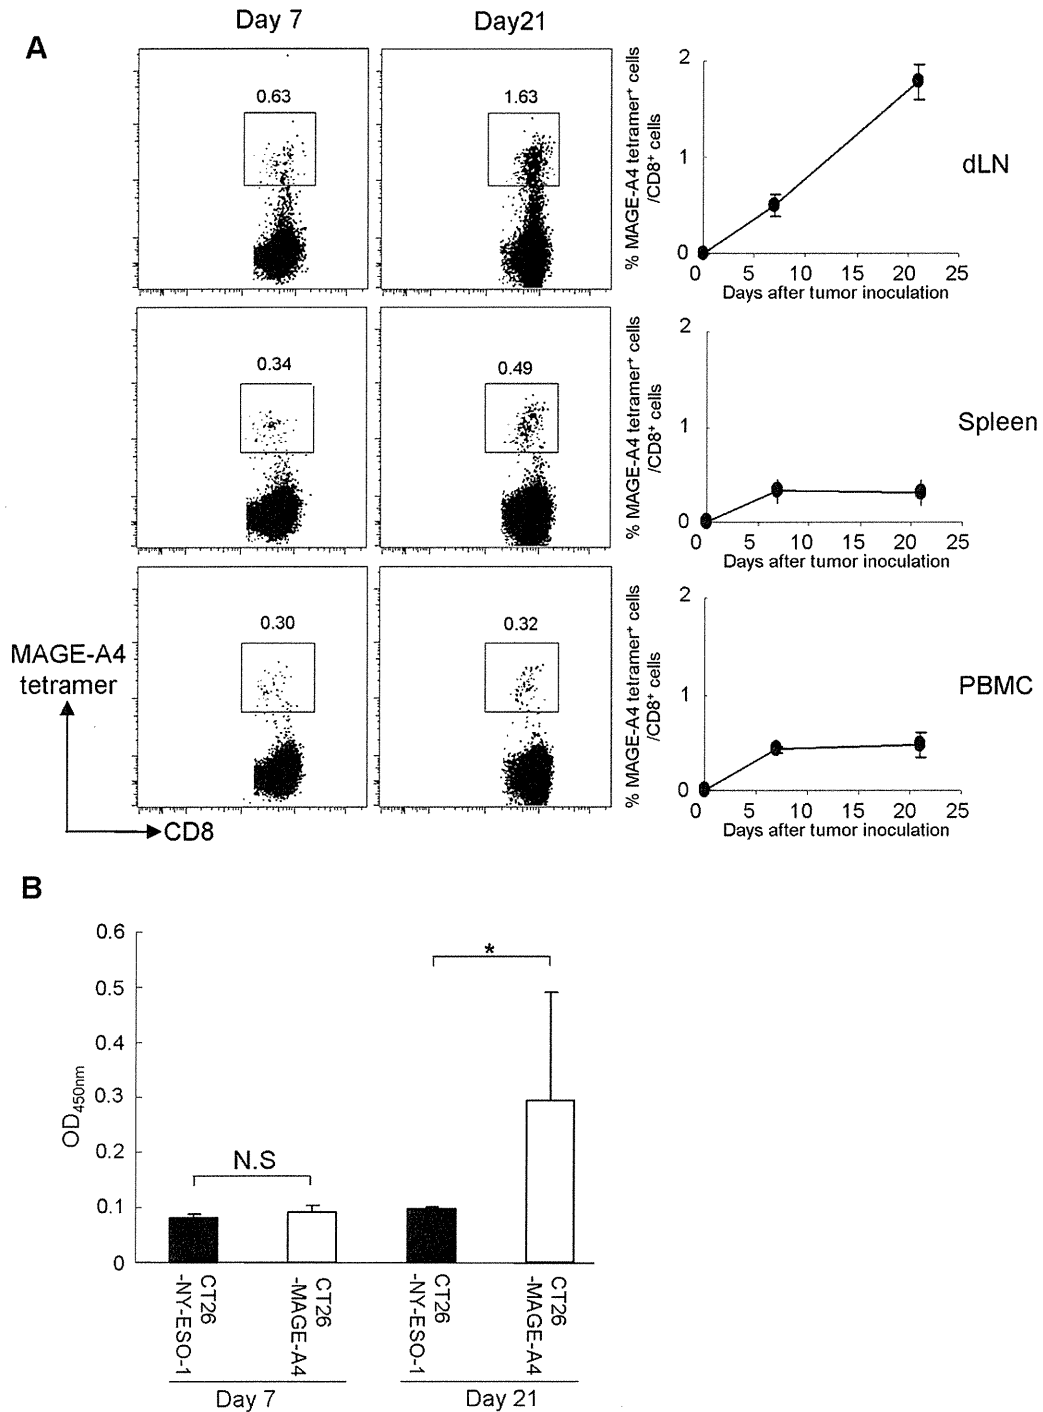 A
Day 7
Day21
0.63
1.63
% MAGE-A4 tetramer⁺ cells
/CD8⁺ cells
2
1
0
0 5 10 15 20 25
Days after tumor inoculation
dLN
0.34
0.49
% MAGE-A4 tetramer⁺ cells
/CD8⁺ cells
2
1
0
0 5 10 15 20 25
Days after tumor inoculation
Spleen
0.30
0.32
MAGE-A4
tetramer
CD8
% MAGE-A4 tetramer⁺ cells
/CD8⁺ cells
2
1
0
0 5 10 15 20 25
Days after tumor inoculation
PBMC
B
OD450nm
0.6
0.5
0.4
0.3
0.2
0.1
0
N.S
*
CT26
-NY-ESO-1
CT26
-MAGE-A4
CT26
-NY-ESO-1
CT26
-MAGE-A4
Day 7
Day 21